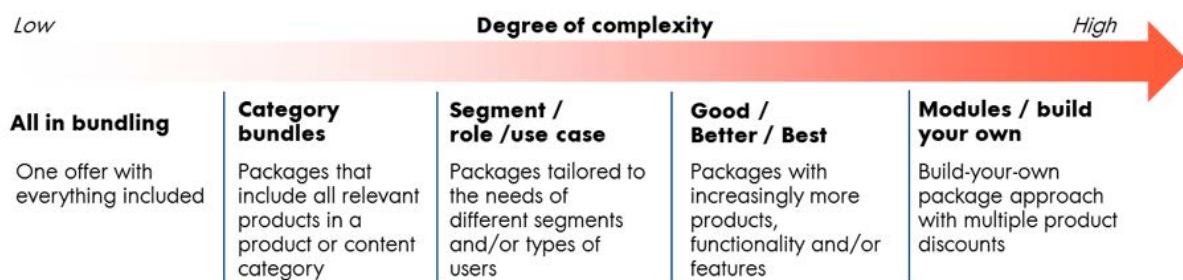 Low
Degree of complexity
High
All in bundling
One offer with
everything included
Category
bundles
Packages that
include all relevant
products in a
product or content
category
Segment /
role /use case
Packages tailored to
the needs of
different segments
and/or types of
users
Good /
Better / Best
Packages with
increasingly more
products,
functionality and/or
features
Modules / build
your own
Build-your-own
package approach
with multiple product
discounts